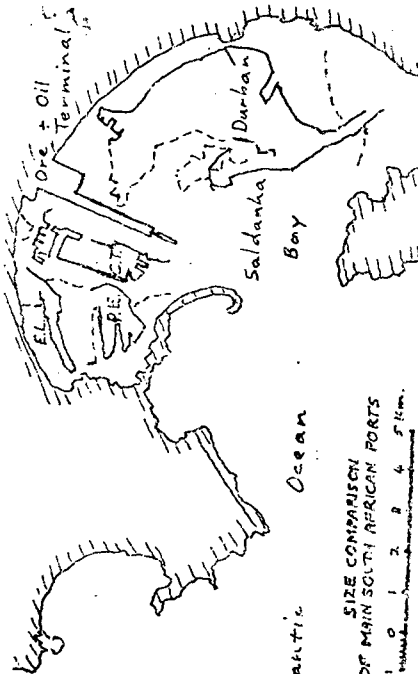 Ore + Oil
Terminal
E.L.
P.E.
C.T.
Durban
Saldanha
Bay
antic
Ocean
SIZE COMPARISON
OF MAIN SOUTH AFRICAN PORTS
1 0 1 2 3 4 5 km.